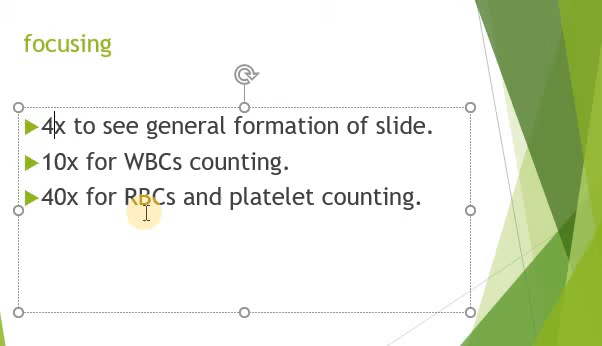 focusing
4x to see general formation of slide.
10x for WBCs counting.
40x for RBCs and platelet counting.